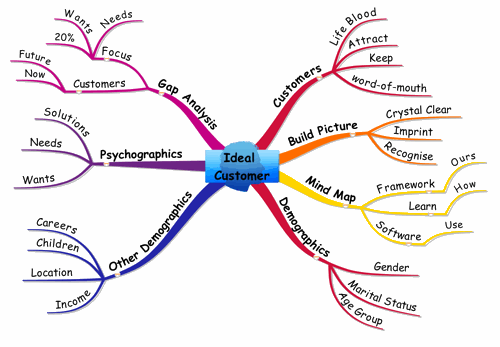 Ideal
Customer
Customers
Life Blood
Attract
Keep
word-of-mouth
Build Picture
Crystal Clear
Imprint
Recognise
Mind Map
Framework
Ours
Learn
How
Software
Use
Demographics
Gender
Marital Status
Age Group
Other Demographics
Careers
Children
Location
Income
Psychographics
Solutions
Needs
Wants
Gap Analysis
Focus
Needs
Wants
20%
Customers
Future
Now